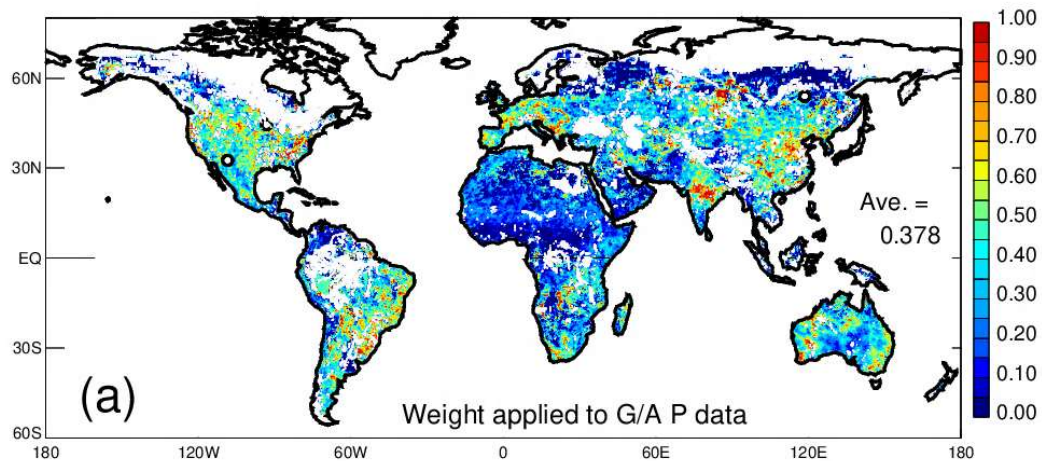 1.00
0.90
0.80
0.70
0.60
0.50
0.40
0.30
0.20
0.10
0.00
60N
30N
EQ
30S
60S
180
120W
60W
0
60E
120E
180
Ave. =
0.378
(a)
Weight applied to G/A P data